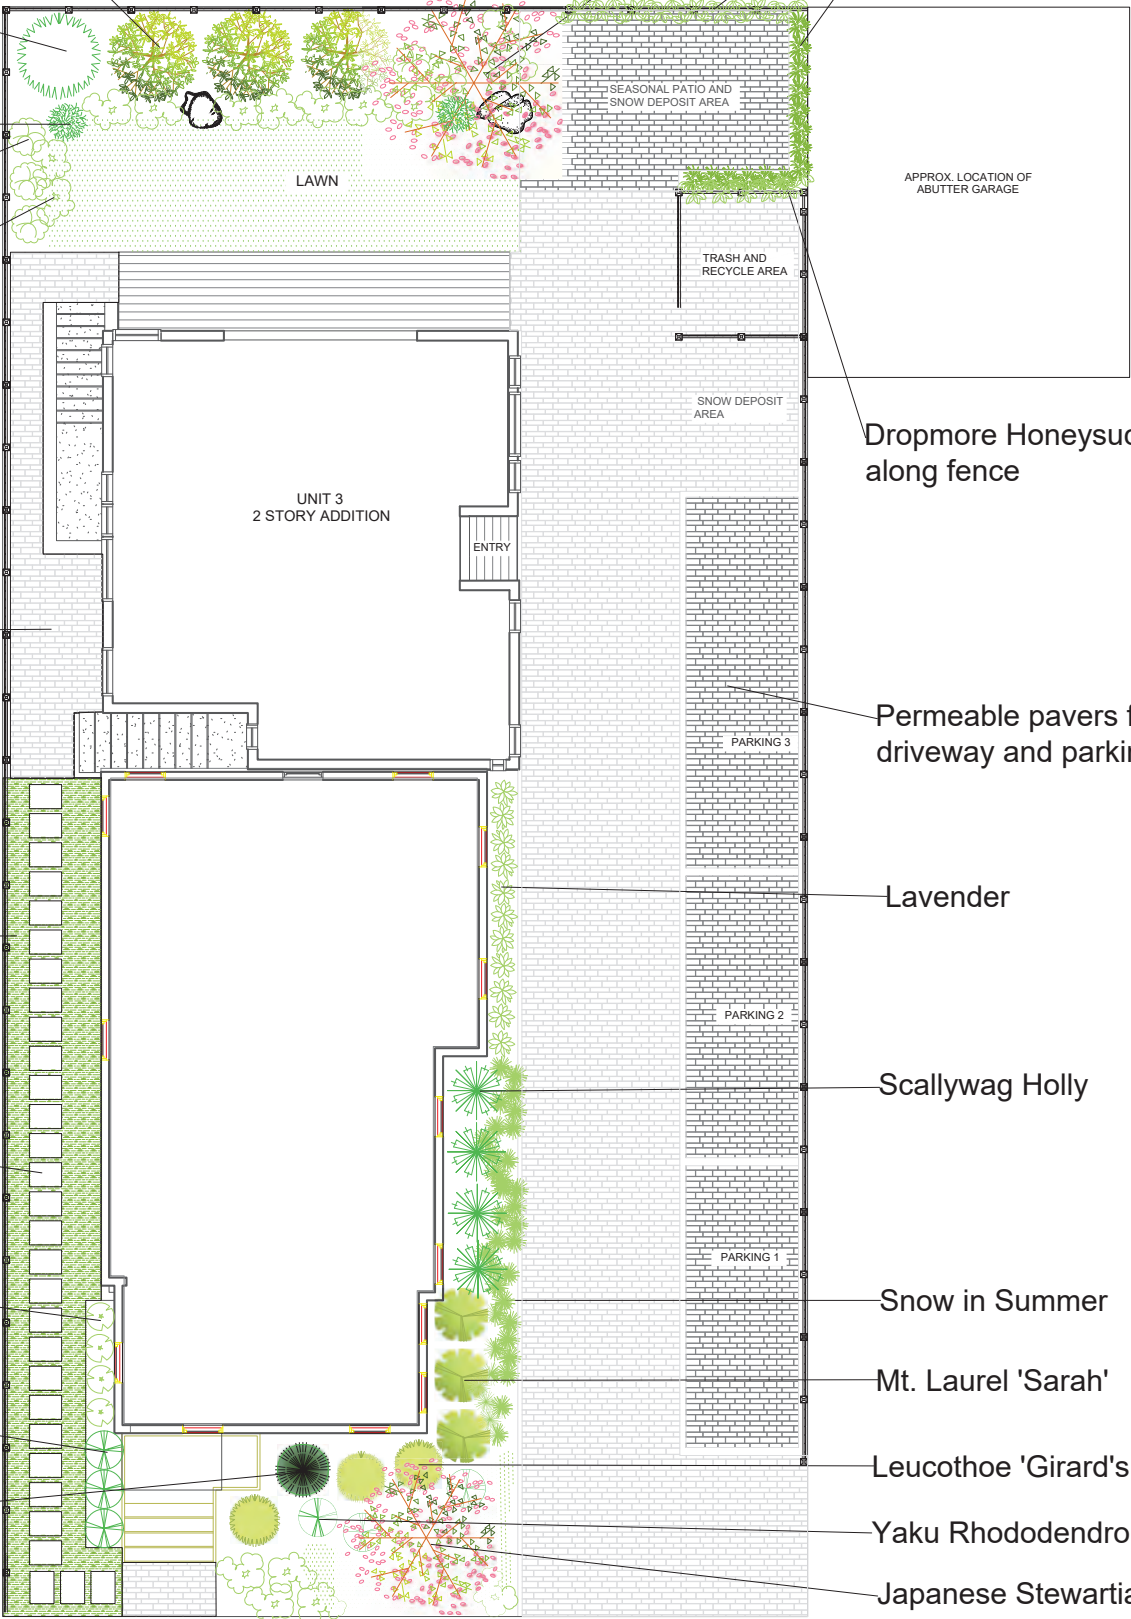 SEASONAL PATIO AND
SNOW DEPOSIT AREA
LAWN
APPROX. LOCATION OF
ABUTTER GARAGE
TRASH AND
RECYCLE AREA
SNOW DEPOSIT
AREA
Dropmore Honeysuc
along fence
UNIT 3
2 STORY ADDITION
ENTRY
Permeable pavers f
driveway and parkin
PARKING 3
Lavender
PARKING 2
Scallywag Holly
PARKING 1
Snow in Summer
Mt. Laurel 'Sarah'
Leucothoe 'Girard's
Yaku Rhododendro
Japanese Stewartia